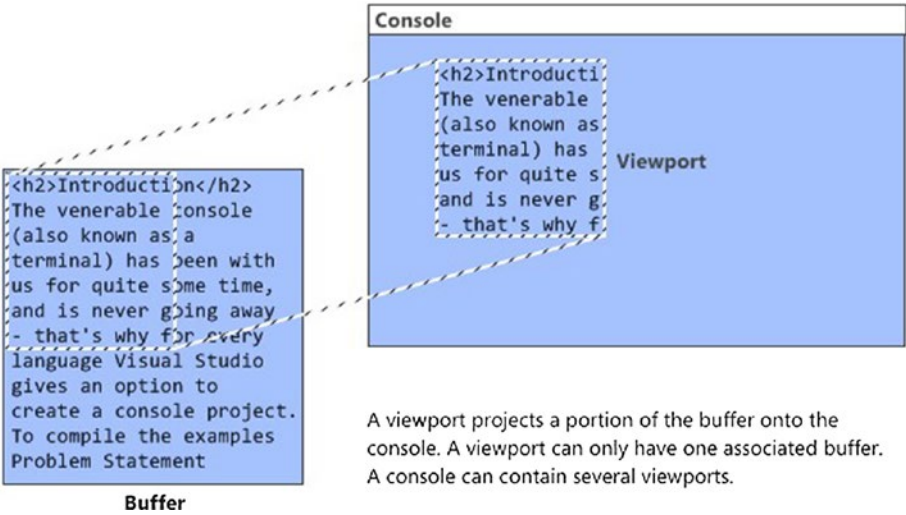 Console
<h2>Introducti
The venerable
(also known as
terminal) has
us for quite s
and is never g
- that's why f
Viewport
<h2>Introduction</h2>
The venerable console
(also known as a
terminal) has been with
us for quite some time,
and is never going away
- that's why for every
language Visual Studio
gives an option to
create a console project.
To compile the examples
Problem Statement
Buffer
A viewport projects a portion of the buffer onto the
console. A viewport can only have one associated buffer.
A console can contain several viewports.